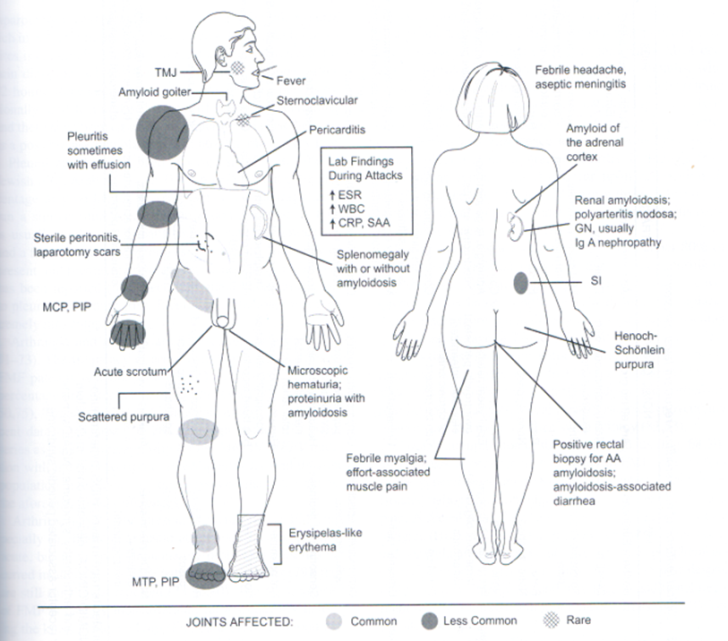 TMJ
Fever
Amyloid goiter
Sternoclavicular
Pericarditis
Pleuritis
sometimes
with effusion
Lab Findings
During Attacks
↑ ESR
↑ WBC
↑ CRP, SAA
Sterile peritonitis,
laparotomy scars
Splenomegaly
with or without
amyloidosis
MCP, PIP
Acute scrotum
Microscopic
hematuria;
proteinuria with
amyloidosis
Scattered purpura
Erysipelas-like
erythema
MTP, PIP
Febrile headache,
aseptic meningitis
Amyloid of
the adrenal
cortex
Renal amyloidosis;
polyarteritis nodosa;
GN, usually
Ig A nephropathy
SI
Henoch-
Schönlein
purpura
Febrile myalgia;
effort-associated
muscle pain
Positive rectal
biopsy for AA
amyloidosis;
amyloidosis-associated
diarrhea
JOINTS AFFECTED:
Common
Less Common
Rare